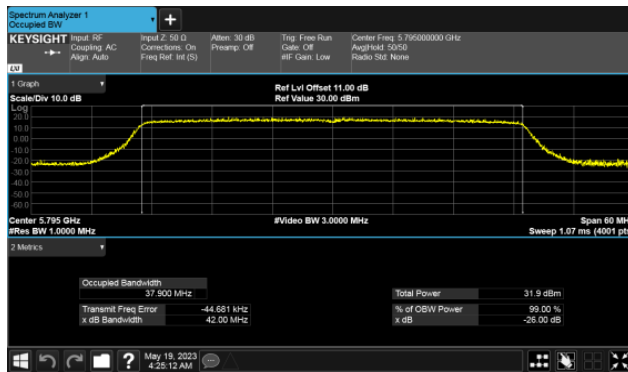 Spectrum Analyzer 1
Occupied BW
+
KEYSIGHT Input: RF Input Z: 50 Ω Atten: 30 dB Trig: Free Run Center Freq: 5.795000000 GHz
Coupling: AC Corrections: On Preamp: Off Gate: Off Avg|Hold: 50/50
Align: Auto Freq Ref: Int (S) #IF Gain: Low Radio Std: None
LXI
1 Graph Ref Lvl Offset 11.00 dB
Scale/Div 10.0 dB Ref Value 30.00 dBm
Log
20.0
10.0
0.00
-10.0
-20.0
-30.0
-40.0
-50.0
-60.0
Center 5.795 GHz #Video BW 3.0000 MHz Span 60 MH
#Res BW 1.0000 MHz Sweep 1.07 ms (4001 pts
2 Metrics
Occupied Bandwidth
37.900 MHz Total Power 31.9 dBm
Transmit Freq Error -44.681 kHz % of OBW Power 99.00 %
x dB Bandwidth 42.00 MHz x dB -26.00 dB
? May 19, 2023
4:25:12 AM